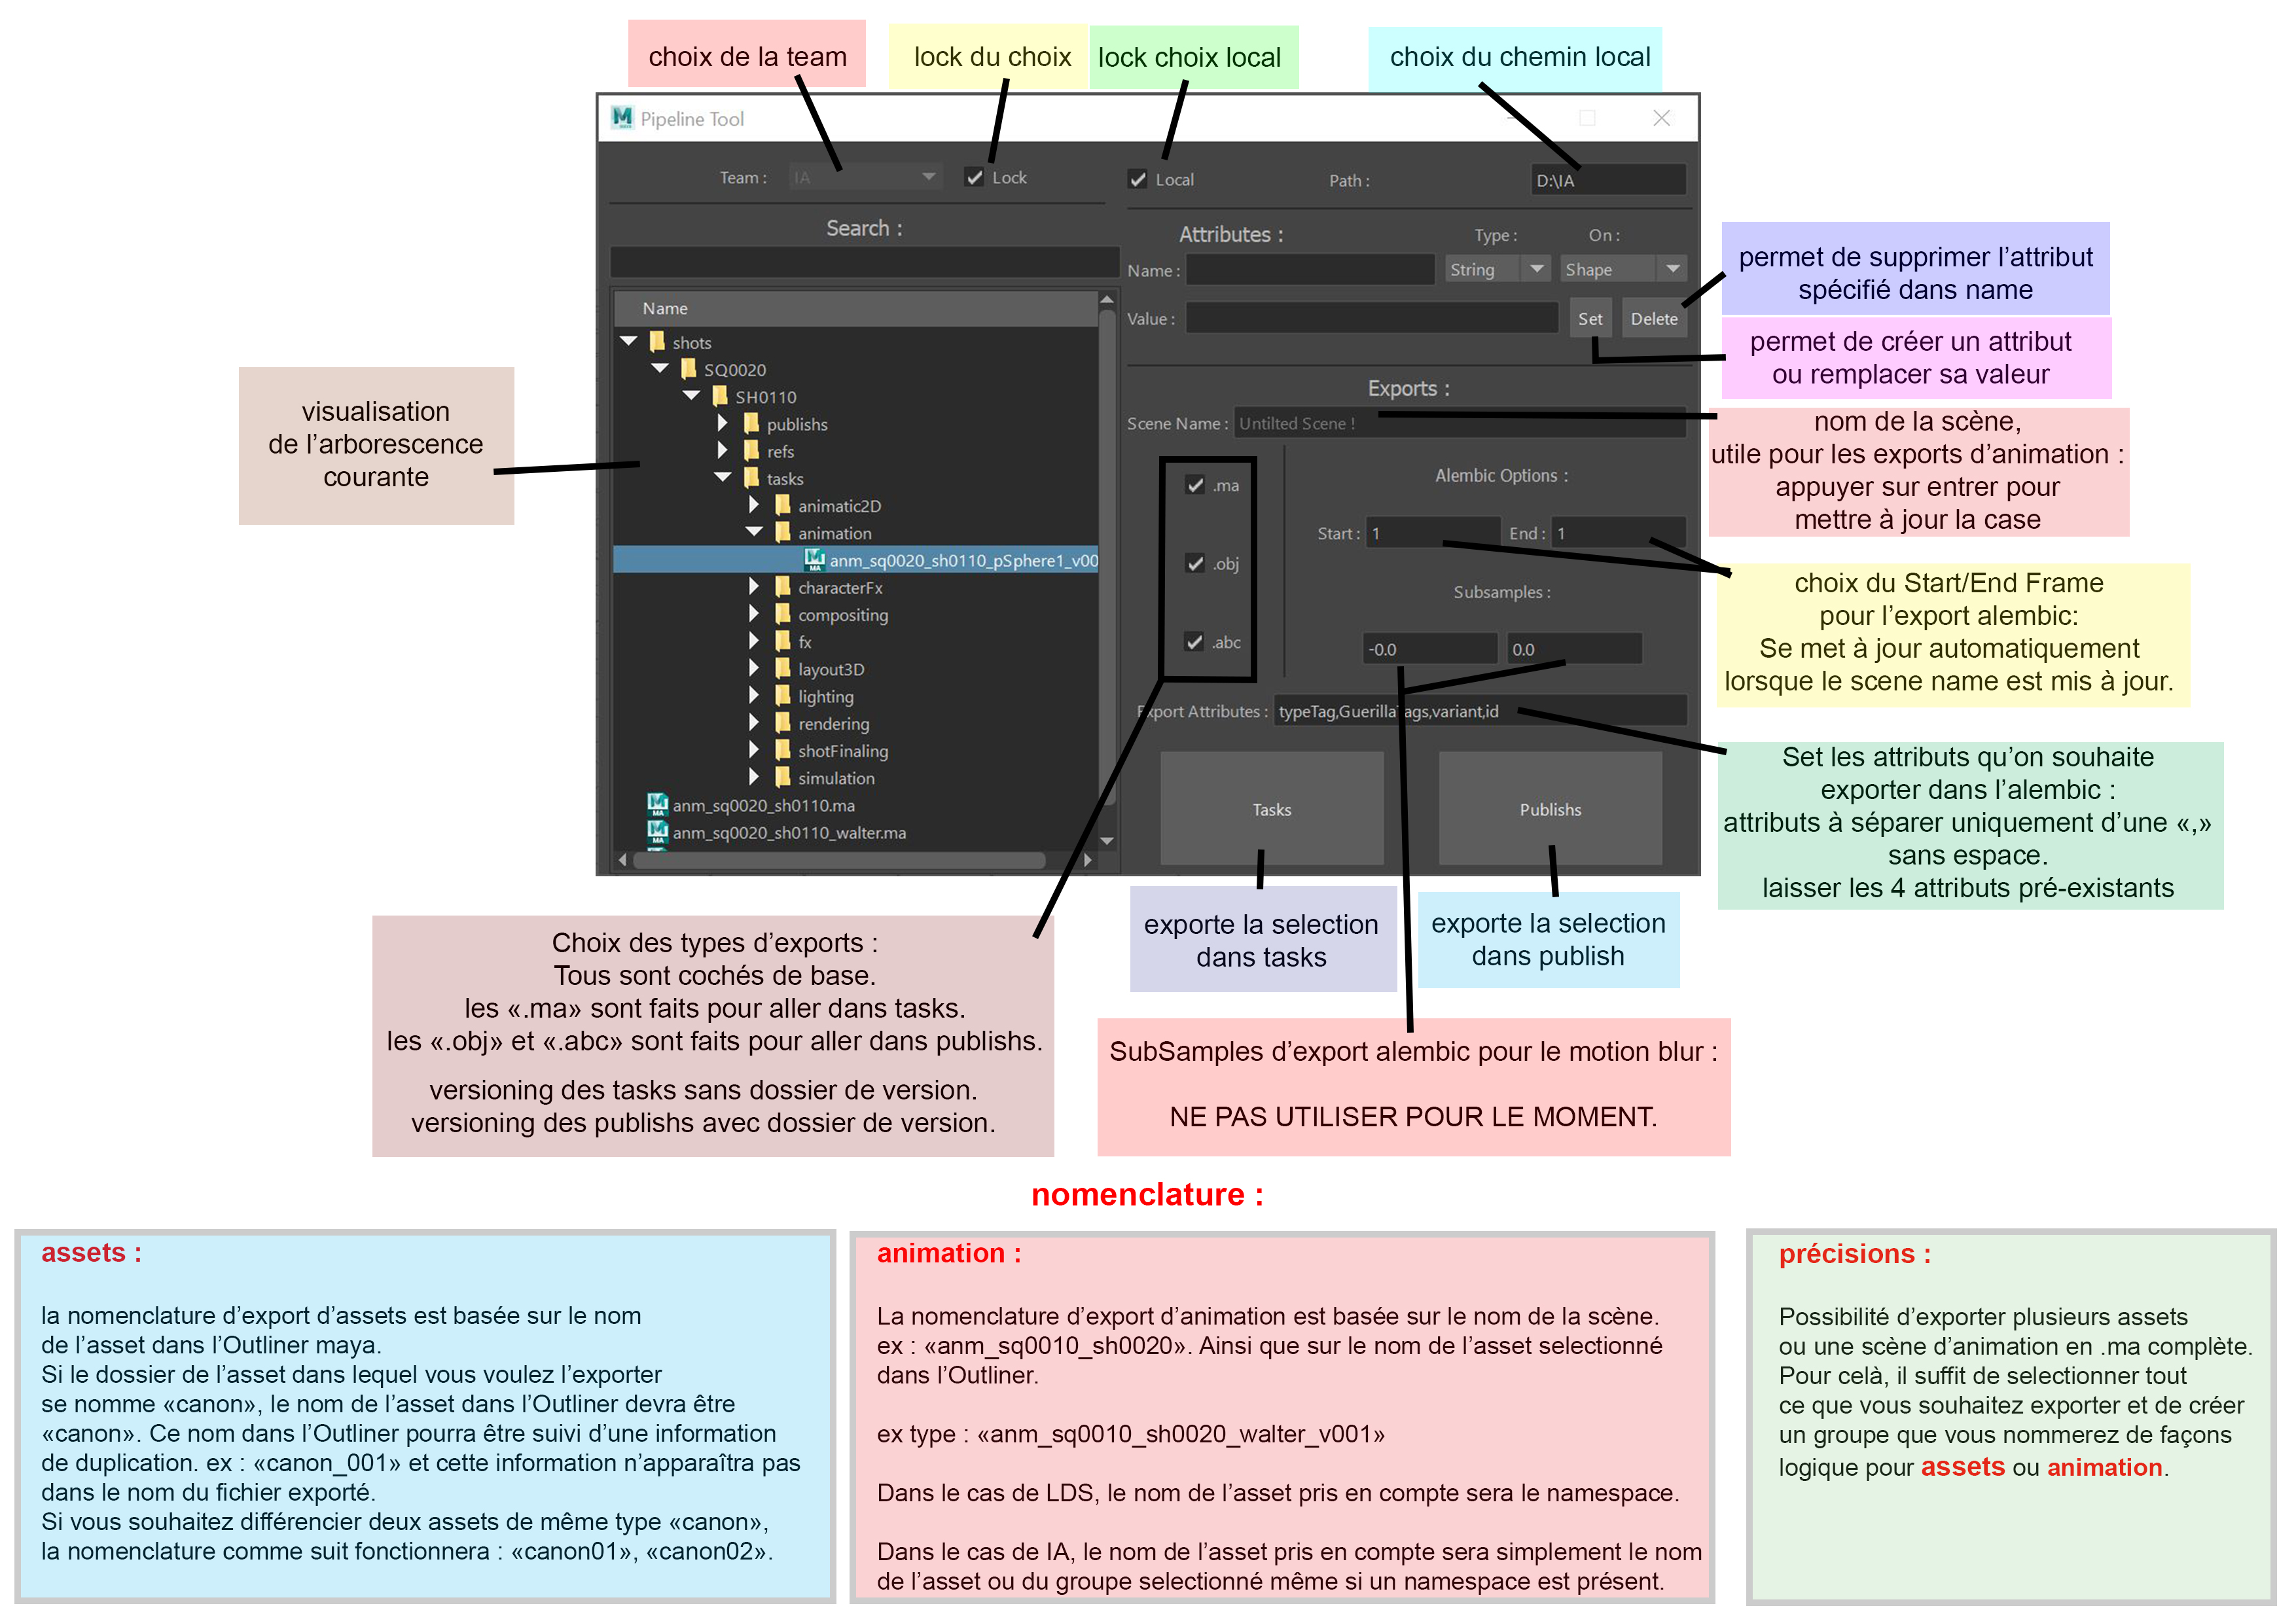 choix de la team
lock du choix
lock choix local
choix du chemin local
Pipeline Tool
Team :
IA
Lock
Local
Path :
D:\IA
Search :
Name
shots
SQ0020
SH0110
publishs
refs
tasks
animatic2D
animation
anm_sq0020_sh0110_pSphere1_v00
characterFx
compositing
fx
layout3D
lighting
rendering
shotFinaling
simulation
anm_sq0020_sh0110.ma
anm_sq0020_sh0110_walter.ma
Attributes :
Type :
On :
Name :
String
Shape
Value :
Set
Delete
Exports :
Scene Name :
Untilted Scene !
.ma
.obj
.abc
Alembic Options :
Start :
1
End :
1
Subsamples :
-0.0
0.0
Export Attributes :
typeTag,GuerillaTags,variant,id
Tasks
Publishs
visualisation
de l’arborescence
courante
permet de supprimer l’attribut
spécifié dans name
permet de créer un attribut
ou remplacer sa valeur
nom de la scène,
utile pour les exports d’animation :
appuyer sur entrer pour
mettre à jour la case
choix du Start/End Frame
pour l’export alembic:
Se met à jour automatiquement
lorsque le scene name est mis à jour.
Set les attributs qu’on souhaite
exporter dans l’alembic :
attributs à séparer uniquement d’une «,»
sans espace.
laisser les 4 attributs pré-existants
exporte la selection
dans tasks
exporte la selection
dans publish
Choix des types d’exports :
Tous sont cochés de base.
les «.ma» sont faits pour aller dans tasks.
les «.obj» et «.abc» sont faits pour aller dans publishs.
versioning des tasks sans dossier de version.
versioning des publishs avec dossier de version.
SubSamples d’export alembic pour le motion blur :
NE PAS UTILISER POUR LE MOMENT.
nomenclature :
assets :
la nomenclature d’export d’assets est basée sur le nom
de l’asset dans l’Outliner maya.
Si le dossier de l’asset dans lequel vous voulez l’exporter
se nomme «canon», le nom de l’asset dans l’Outliner devra être
«canon». Ce nom dans l’Outliner pourra être suivi d’une information
de duplication. ex : «canon_001» et cette information n’apparaîtra pas
dans le nom du fichier exporté.
Si vous souhaitez différencier deux assets de même type «canon»,
la nomenclature comme suit fonctionnera : «canon01», «canon02».
animation :
La nomenclature d’export d’animation est basée sur le nom de la scène.
ex : «anm_sq0010_sh0020». Ainsi que sur le nom de l’asset selectionné
dans l’Outliner.
ex type : «anm_sq0010_sh0020_walter_v001»
Dans le cas de LDS, le nom de l’asset pris en compte sera le namespace.
Dans le cas de IA, le nom de l’asset pris en compte sera simplement le nom
de l’asset ou du groupe selectionné même si un namespace est présent.
précisions :
Possibilité d’exporter plusieurs assets
ou une scène d’animation en .ma complète.
Pour celà, il suffit de selectionner tout
ce que vous souhaitez exporter et de créer
un groupe que vous nommerez de façons
logique pour assets ou animation.